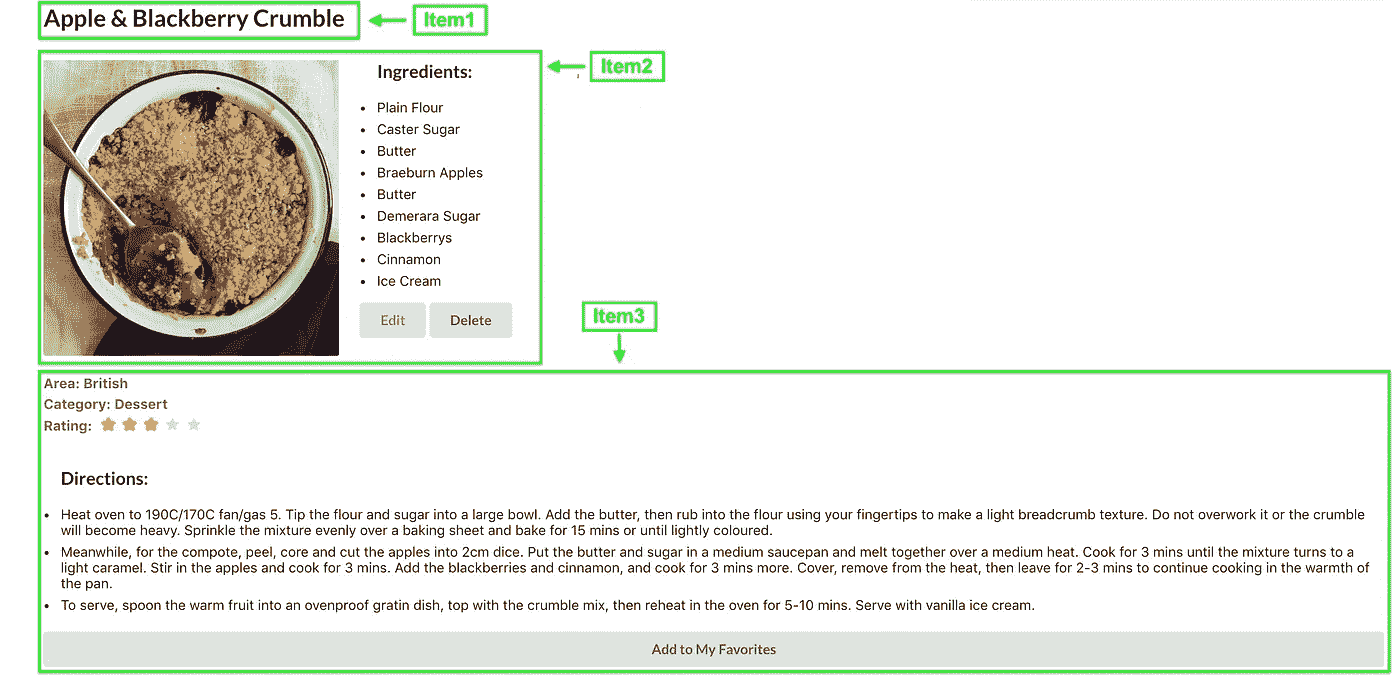 Apple & Blackberry Crumble
Item1
Item2
Ingredients:
Plain Flour
Caster Sugar
Butter
Braeburn Apples
Butter
Demerara Sugar
Blackberrys
Cinnamon
Ice Cream
Edit Delete
Item3
Area: British
Category: Dessert
Rating:
Directions:
Heat oven to 190C/170C fan/gas 5. Tip the flour and sugar into a large bowl. Add the butter, then rub into the flour using your fingertips to make a light breadcrumb texture. Do not overwork it or the crumble
will become heavy. Sprinkle the mixture evenly over a baking sheet and bake for 15 mins or until lightly coloured.
Meanwhile, for the compote, peel, core and cut the apples into 2cm dice. Put the butter and sugar in a medium saucepan and melt together over a medium heat. Cook for 3 mins until the mixture turns to a
light caramel. Stir in the apples and cook for 3 mins. Add the blackberries and cinnamon, and cook for 3 mins more. Cover, remove from the heat, then leave for 2-3 mins to continue cooking in the warmth of
the pan.
To serve, spoon the warm fruit into an ovenproof gratin dish, top with the crumble mix, then reheat in the oven for 5-10 mins. Serve with vanilla ice cream.
Add to My Favorites